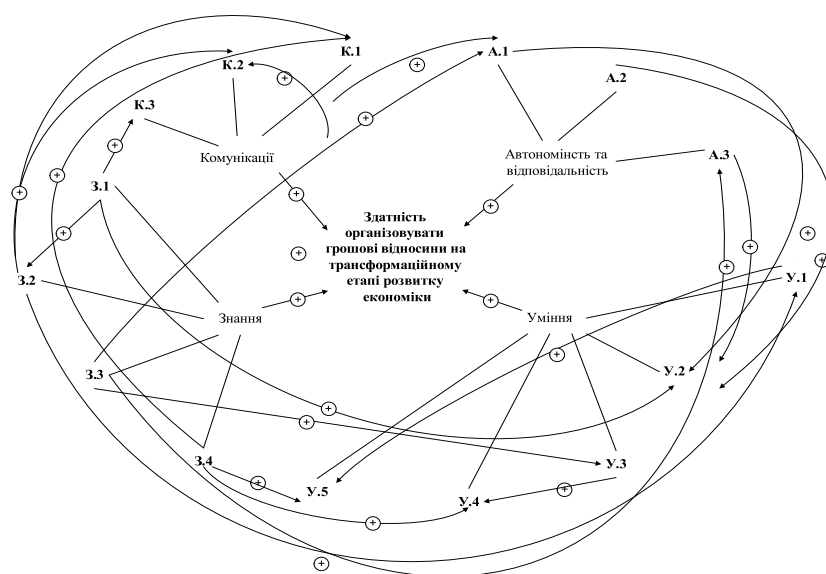 К.1
А.1
К.2
А.2
К.3
Комунікації
Автономність та
відповідальність
А.3
З.1
Здатність
організовувати
грошові відносини на
трансформаційному
етапі розвитку
економіки
З.2
У.1
Знання
Уміння
З.3
У.2
З.4
У.3
У.5
У.4